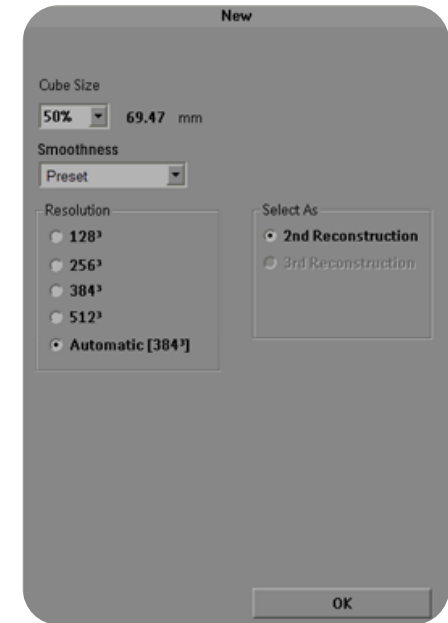 New
Cube Size
50% 69.47 mm
Smoothness
Preset
Resolution
128³
256³
384³
512³
Automatic [384³]
Select As
2nd Reconstruction
3rd Reconstruction
OK